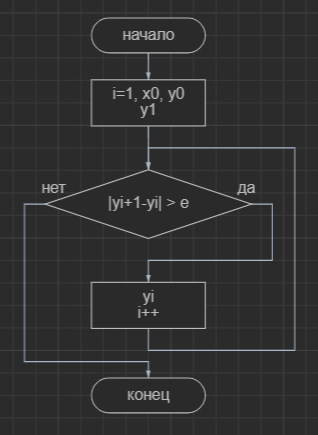 начало
i=1, x0, y0
y1
нет
да
|yi+1-yi| > e
yi
i++
конец